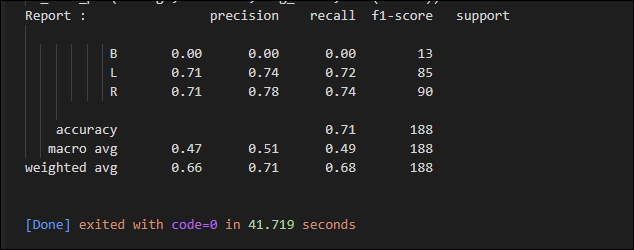 Report :               precision    recall  f1-score   support
B       0.00      0.00      0.00        13
L       0.71      0.74      0.72        85
R       0.71      0.78      0.74        90
accuracy                           0.71       188
macro avg       0.47      0.51      0.49       188
weighted avg       0.66      0.71      0.68       188
[Done] exited with code=0 in 41.719 seconds